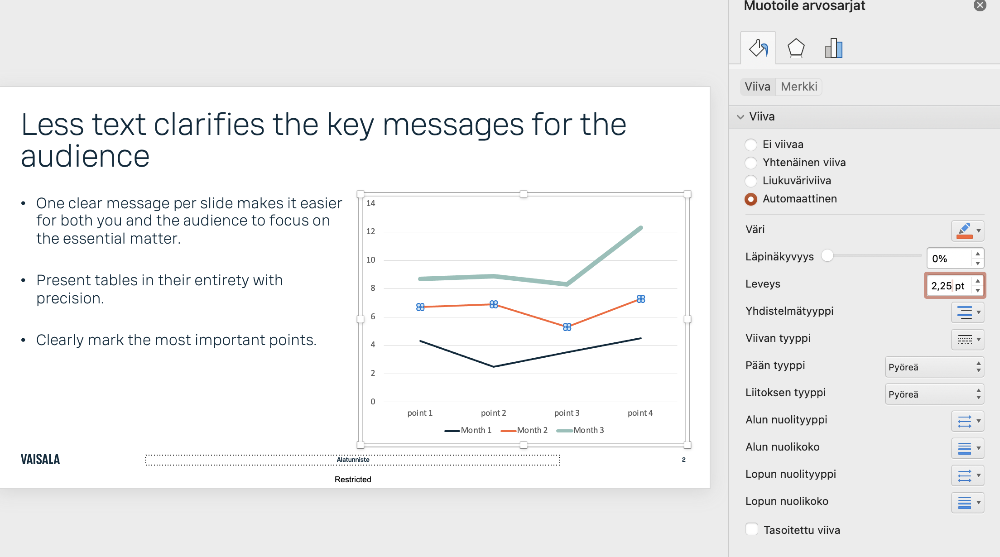 Less text clarifies the key messages for the
audience
• One clear message per slide makes it easier
for both you and the audience to focus on
the essential matter.
• Present tables in their entirety with
precision.
• Clearly mark the most important points.
14
12
10
8
6
4
2
0
point 1 point 2 point 3 point 4
Month 1 Month 2 Month 3
VAISALA
Alatunniste
2
Restricted
Muotoile arvosarjat
Viiva Merkki
Viiva
Ei viivaa
Yhtenäinen viiva
Liukuväriviiva
Automaattinen
Väri
Läpinäkyvyys 0%
Leveys 2,25 pt
Yhdistelmätyyppi
Viivan tyyppi
Pään tyyppi Pyöreä
Liitoksen tyyppi Pyöreä
Alun nuolityyppi
Alun nuolikoko
Lopun nuolityyppi
Lopun nuolikoko
Tasoitettu viiva